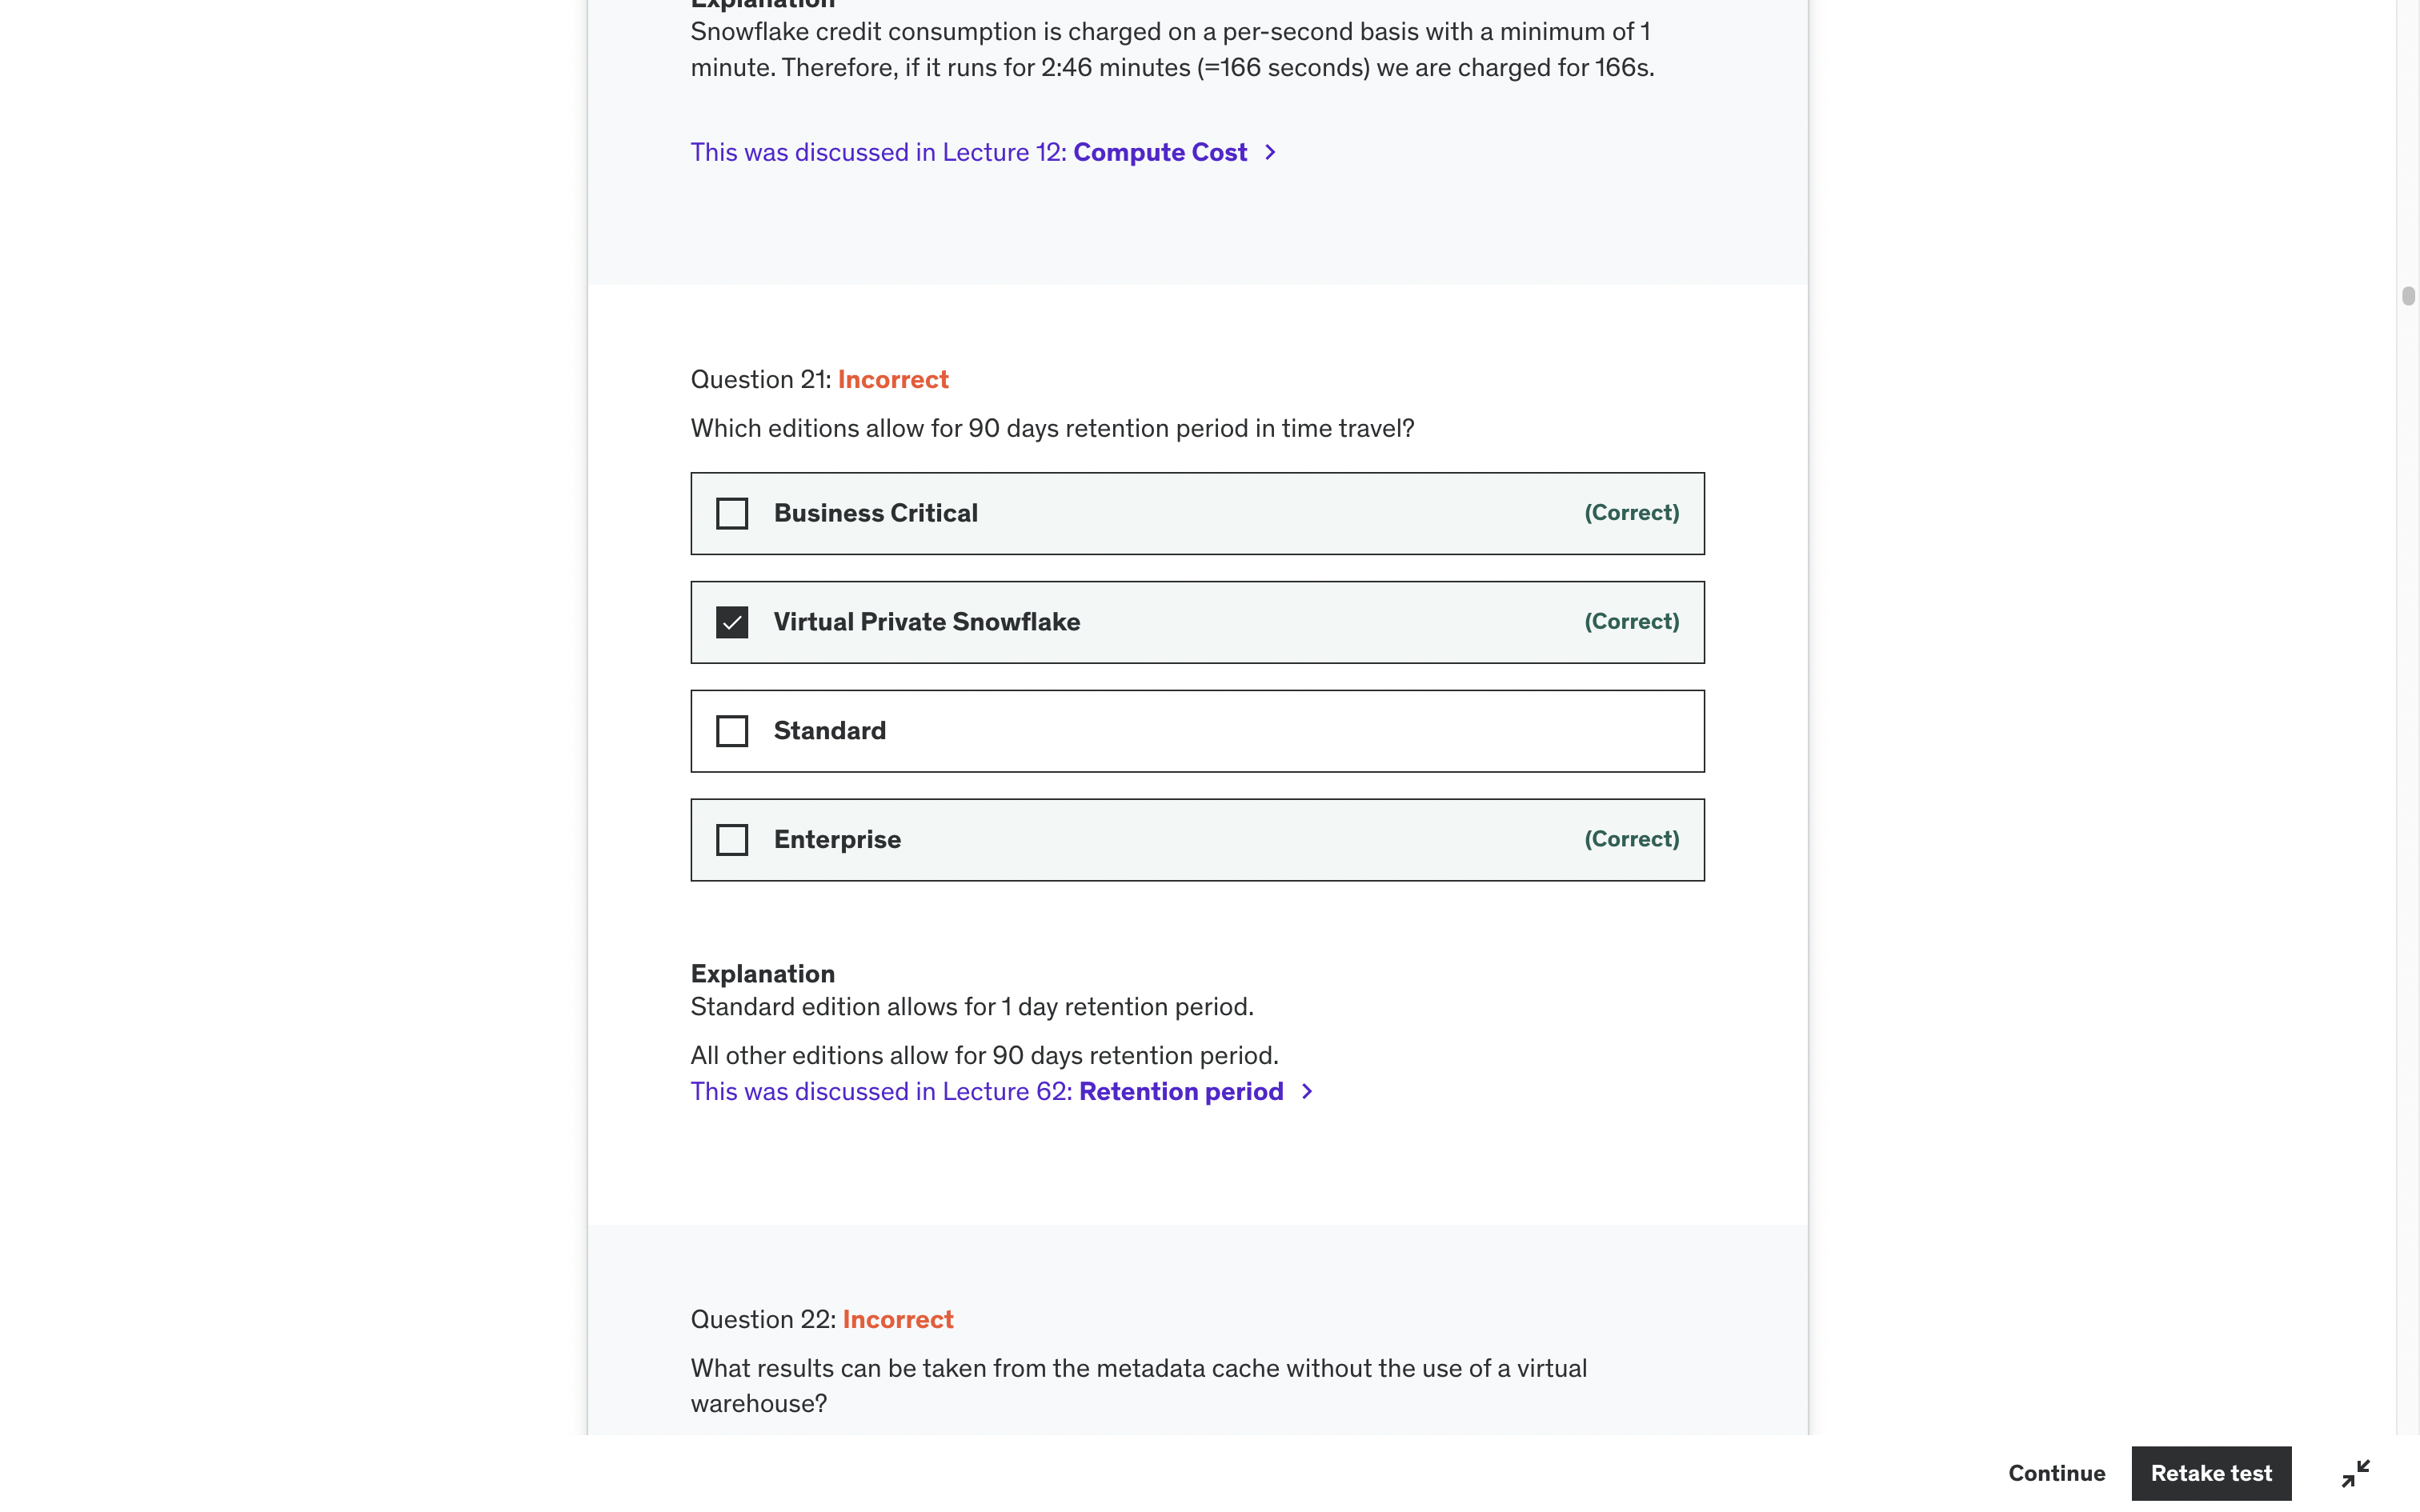 Explanation
Snowflake credit consumption is charged on a per-second basis with a minimum of 1
minute. Therefore, if it runs for 2:46 minutes (=166 seconds) we are charged for 166s.
This was discussed in Lecture 12: Compute Cost
Question 21: Incorrect
Which editions allow for 90 days retention period in time travel?
Business Critical (Correct)
Virtual Private Snowflake (Correct)
Standard
Enterprise (Correct)
Explanation
Standard edition allows for 1 day retention period.
All other editions allow for 90 days retention period.
This was discussed in Lecture 62: Retention period
Question 22: Incorrect
What results can be taken from the metadata cache without the use of a virtual
warehouse?
Continue Retake test